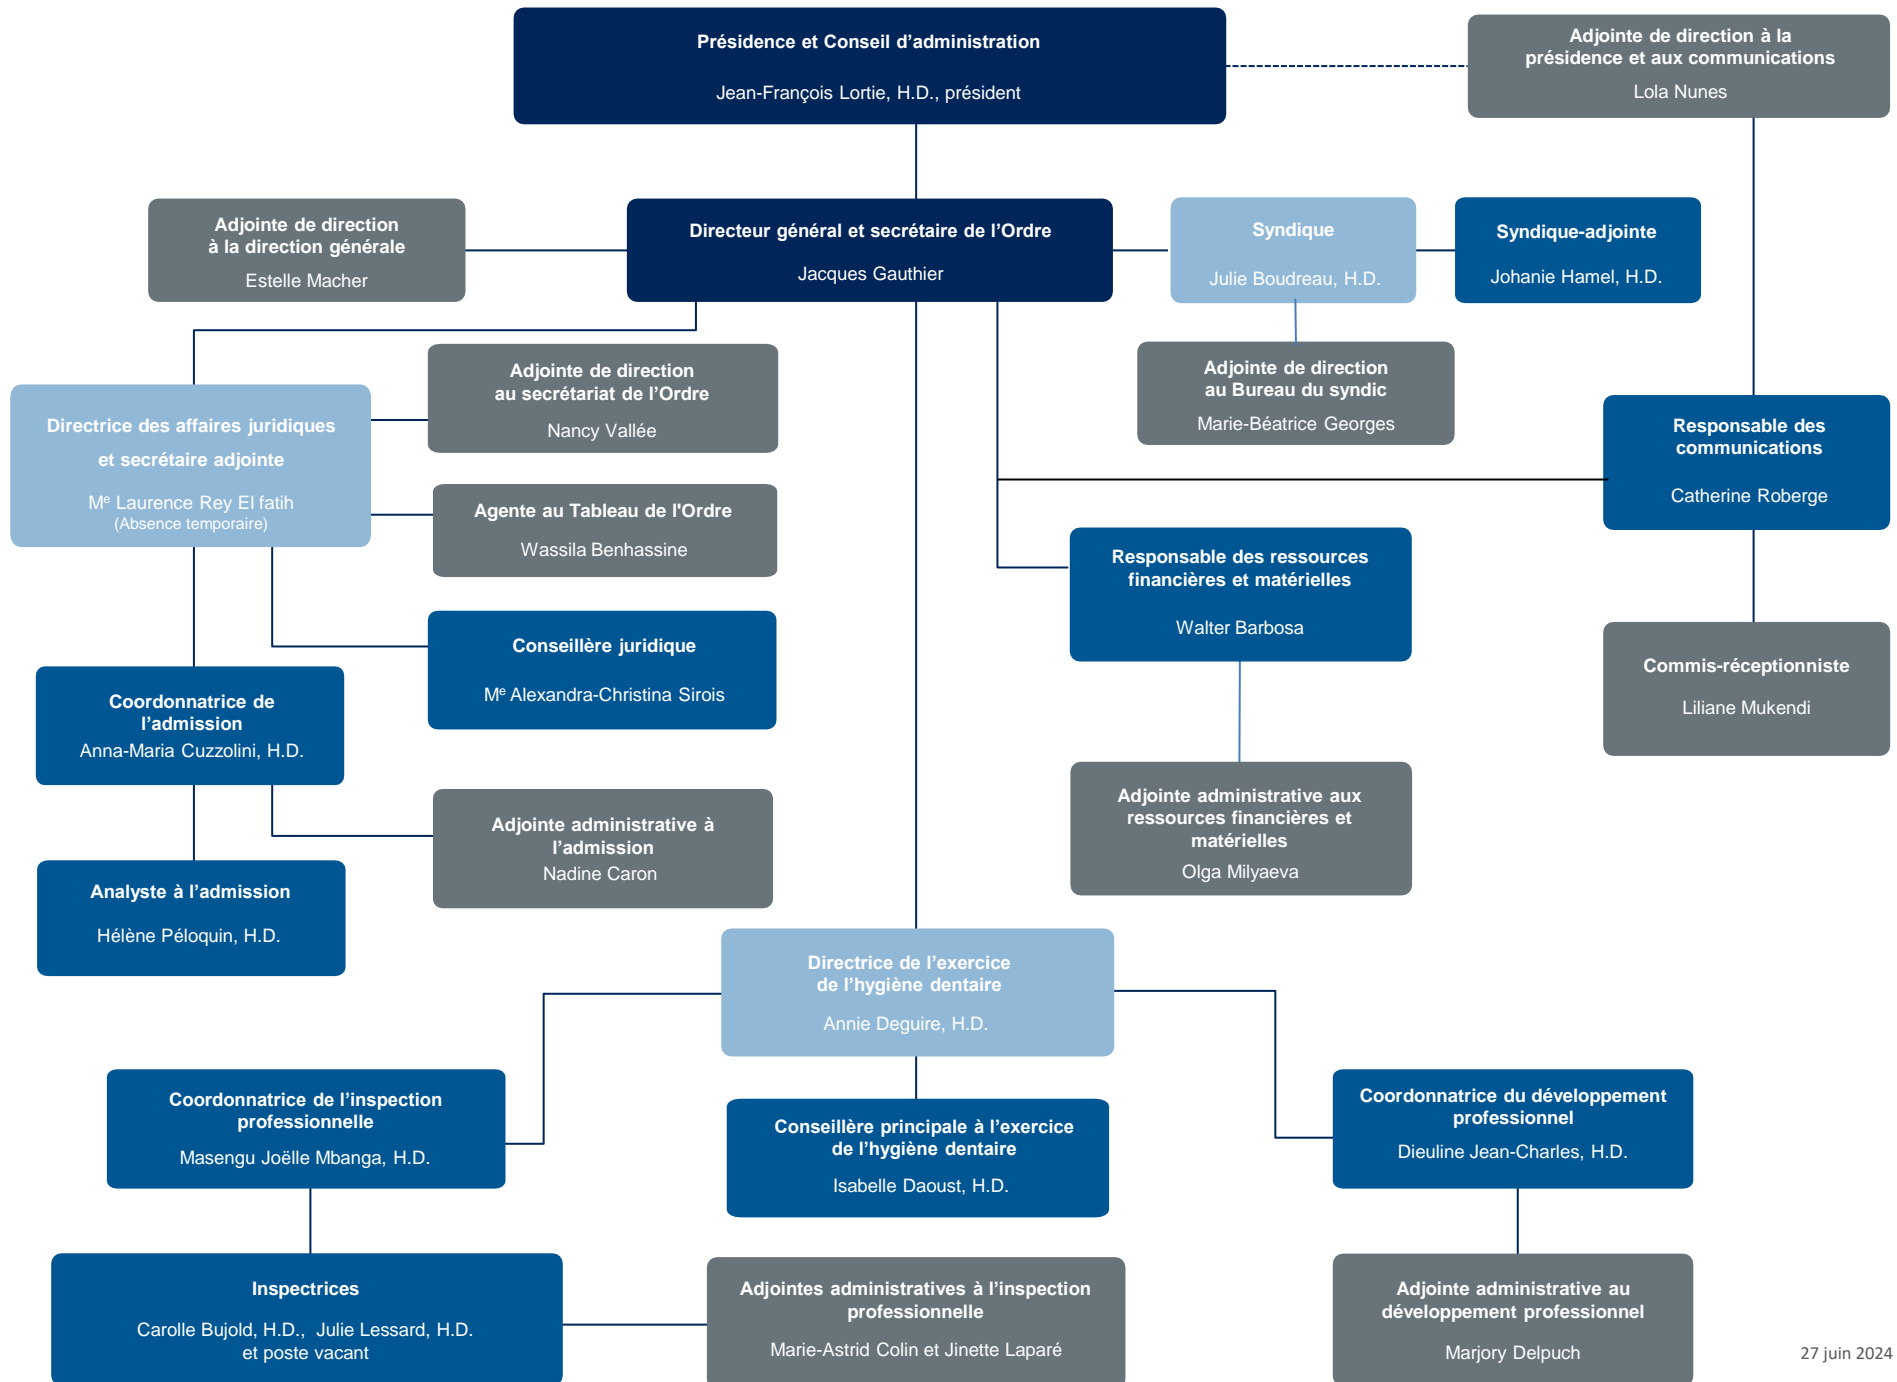 Présidence et Conseil d'administration
Jean-François Lortie, H.D., président
Adjointe de direction à la
présidence et aux communications
Lola Nunes
Adjointe de direction
à la direction générale
Estelle Macher
Directeur général et secrétaire de l'Ordre
Jacques Gauthier
Syndique
Julie Boudreau, H.D.
Syndique-adjointe
Johanie Hamel, H.D.
Adjointe de direction
au secrétariat de l'Ordre
Nancy Vallée
Adjointe de direction
au Bureau du syndic
Marie-Béatrice Georges
Directrice des affaires juridiques
et secrétaire adjointe
Me Laurence Rey El fatih
(Absence temporaire)
Responsable des
communications
Catherine Roberge
Agente au Tableau de l'Ordre
Wassila Benhassine
Responsable des ressources
financières et matérielles
Walter Barbosa
Conseillère juridique
Me Alexandra-Christina Sirois
Commis-réceptionniste
Liliane Mukendi
Coordonnatrice de
l'admission
Anna-Maria Cuzzolini, H.D.
Adjointe administrative aux
ressources financières et
matérielles
Olga Milyaeva
Adjointe administrative à
l'admission
Nadine Caron
Analyste à l'admission
Hélène Péloquin, H.D.
Directrice de l'exercice
de l'hygiène dentaire
Annie Deguire, H.D.
Coordonnatrice de l'inspection
professionnelle
Masengu Joëlle Mbanga, H.D.
Conseillère principale à l'exercice
de l'hygiène dentaire
Isabelle Daoust, H.D.
Coordonnatrice du développement
professionnel
Dieuline Jean-Charles, H.D.
Inspectrices
Carolle Bujold, H.D., Julie Lessard, H.D.
et poste vacant
Adjointes administratives à l'inspection
professionnelle
Marie-Astrid Colin et Jinette Laparé
Adjointe administrative au
développement professionnel
Marjory Delpuch
27 juin 2024